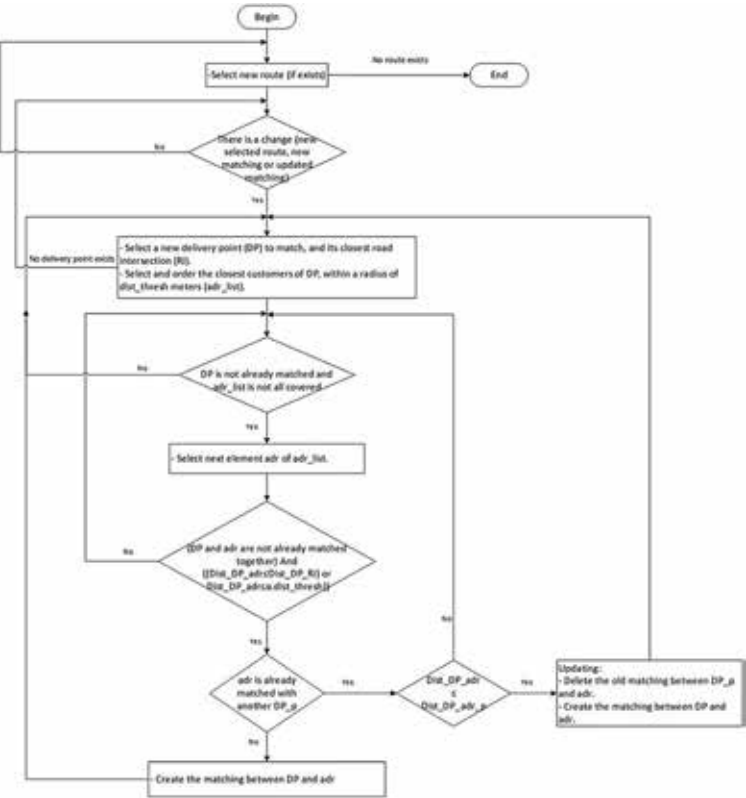 Begin
No route exists
-Select new route (if exists)
End
There is a change (new
selected route, new
matching or updated
matching)
No
Yes
- Select a new delivery point (DP) to match, and its closest road
intersection (RI).
- Select and order the closest customers of DP, within a radius of
dist_thresh meters (adr_list).
No delivery point exists
DP is not already matched and
adr_list is not all covered
No
Yes
- Select next element adr of adr_list.
(DP and adr are not already matched
together) And
((Dist_DP_adr≤Dist_DP_RI) or
No
Yes
adr is already
matched with
another DP_p
Yes
No
Dist_DP_adr
≤
Dist_DP_adr_p
No
Yes
Updating:
- Delete the old matching between DP_p
and adr.
- Create the matching between DP and
adr.
- Create the matching between DP and adr